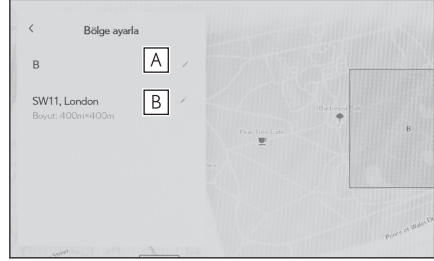 Bölge ayarla
B
A
SW11, London
B
Boyut: 400m×400m
Pear Tree Cafe
B
Prince of Wales Dr